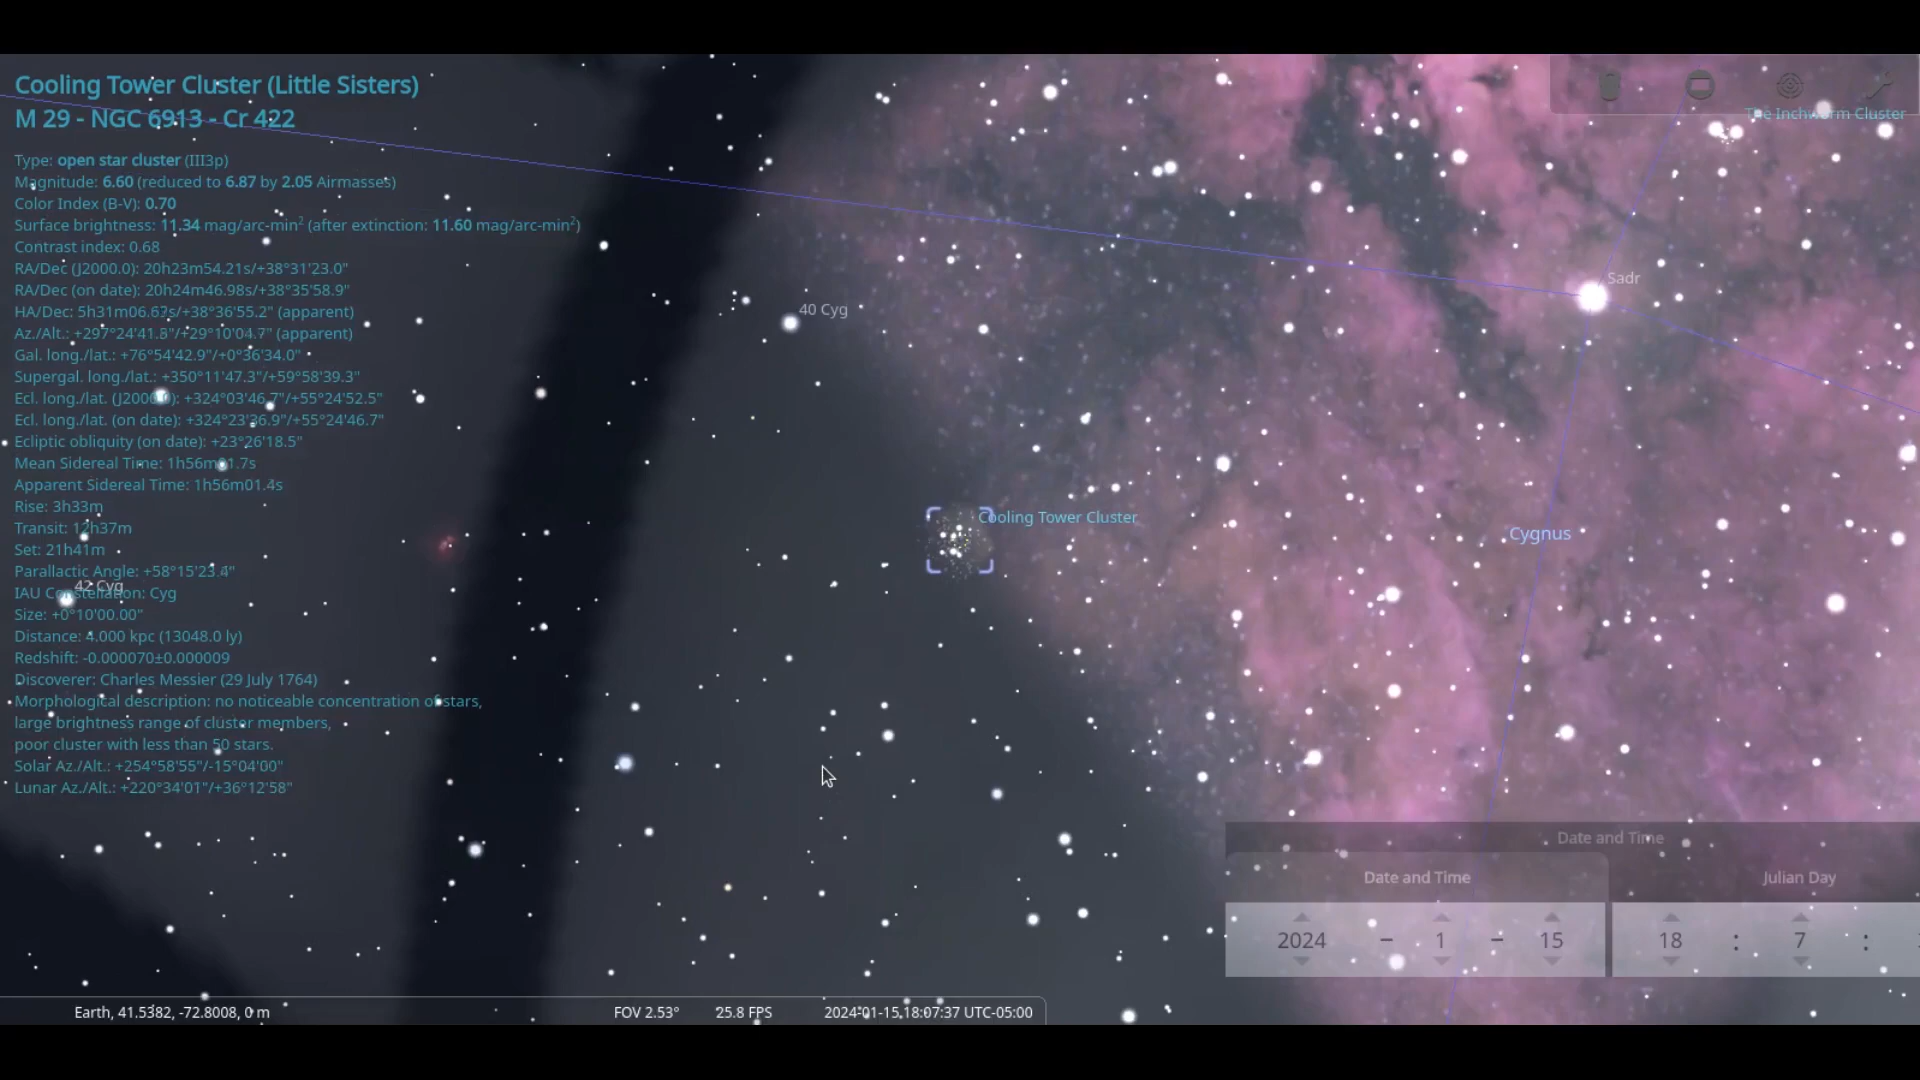 Cooling Tower Cluster (Little Sisters)
M 29 - NGC 6913 - Cr 422
Type: open star cluster (III3p)
Magnitude: 6.60 (reduced to 6.87 by 2.05 Airmasses)
Color Index (B-V): 0.70
Surface brightness: 11.34 mag/arc-min² (after extinction: 11.60 mag/arc-min²)
Contrast index: 0.68
RA/Dec (J2000.0): 20h23m54.21s/+38°31'23.0"
RA/Dec (on date): 20h24m46.98s/+38°35'58.9"
HA/Dec: 5h31m06.67s/+38°36'55.2" (apparent)
Az./Alt.: +297°24'41.8"/+29°10'04.7" (apparent)
Gal. long./lat.: +76°54'42.9"/+0°36'34.0"
Supergal. long./lat.: +350°11'47.3"/+59°58'39.3"
Ecl. long./lat. (J2000.0): +324°03'46.7"/+55°24'52.5"
Ecl. long./lat. (on date): +324°23'36.9"/+55°24'46.7"
Ecliptic obliquity (on date): +23°26'18.5"
Mean Sidereal Time: 1h56m01.7s
Apparent Sidereal Time: 1h56m01.4s
Rise: 3h33m
Transit: 12h37m
Set: 21h41m
Parallactic Angle: +58°15'23.4"
IAU Constellation: Cyg
Size: +0°10'00.00"
Distance: 4.000 kpc (13048.0 ly)
Redshift: -0.000070±0.000009
Discoverer: Charles Messier (29 July 1764)
Morphological description: no noticeable concentration of stars,
large brightness range of cluster members,
poor cluster with less than 50 stars.
Solar Az./Alt.: +254°58'55"/-15°04'00"
Lunar Az./Alt.: +220°34'01"/+36°12'58"
42 Cyg
The Inchworm Cluster
Sadr
40 Cyg
Cooling Tower Cluster
Cygnus
Date and Time
Date and Time
Julian Day
2024 - 1 - 15
18 : 7 :
Earth, 41.5382, -72.8008, 0 m
FOV 2.53°
25.8 FPS
2024-01-15 18:07:37 UTC-05:00